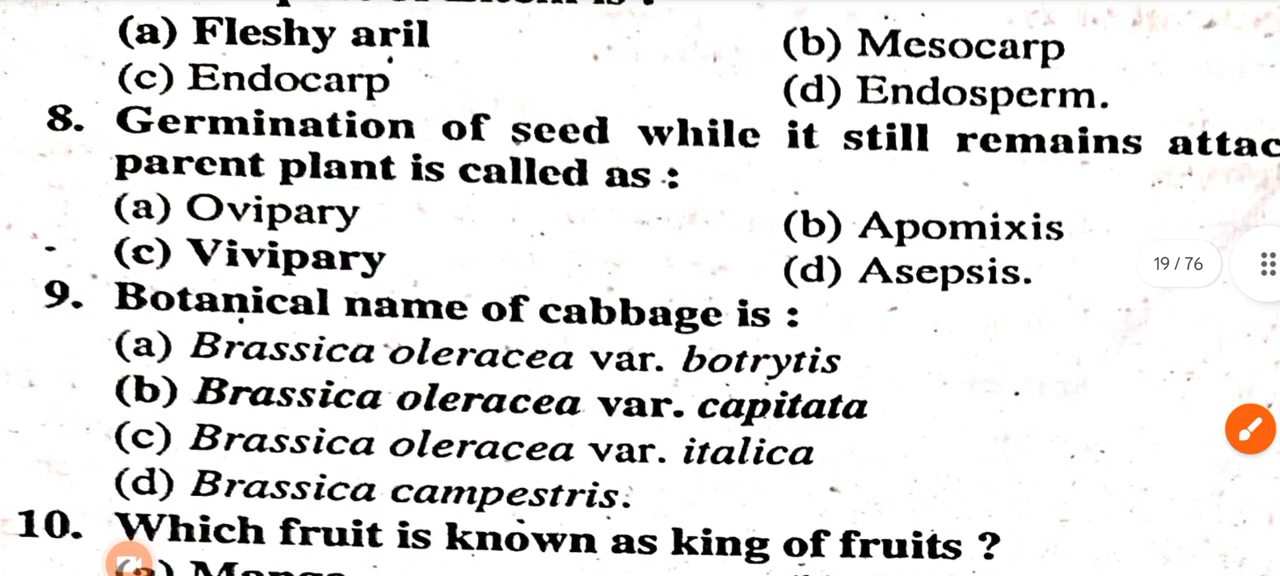 (a) Fleshy aril
(b) Mesocarp
(c) Endocarp
(d) Endosperm.
8. Germination of seed while it still remains attac
parent plant is called as :
(a) Ovipary
(b) Apomixis
(c) Vivipary
(d) Asepsis.
19 / 76
9. Botanical name of cabbage is :
(a) Brassica oleracea var. botrytis
(b) Brassica oleracea var. capitata
(c) Brassica oleracea var. italica
(d) Brassica campestris.
10. Which fruit is known as king of fruits ?